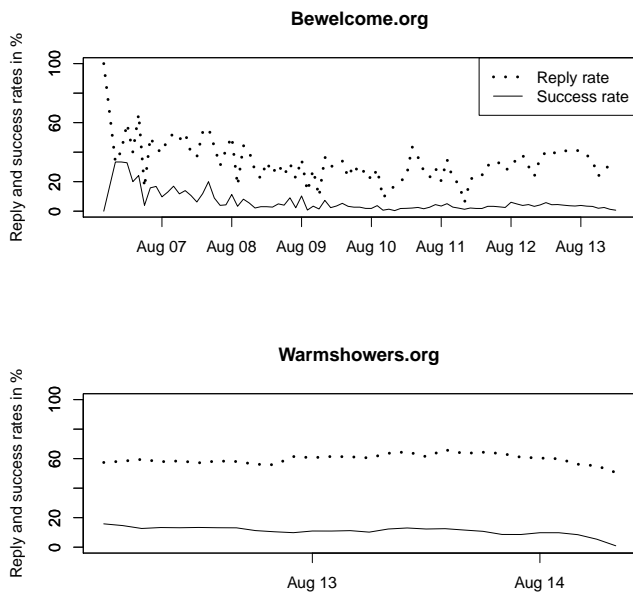 Bewelcome.org
Reply and success rates in %
100
60
20
0
Reply rate
Success rate
Aug 07 Aug 08 Aug 09 Aug 10 Aug 11 Aug 12 Aug 13
Warmshowers.org
Reply and success rates in %
100
60
20
0
Aug 13 Aug 14